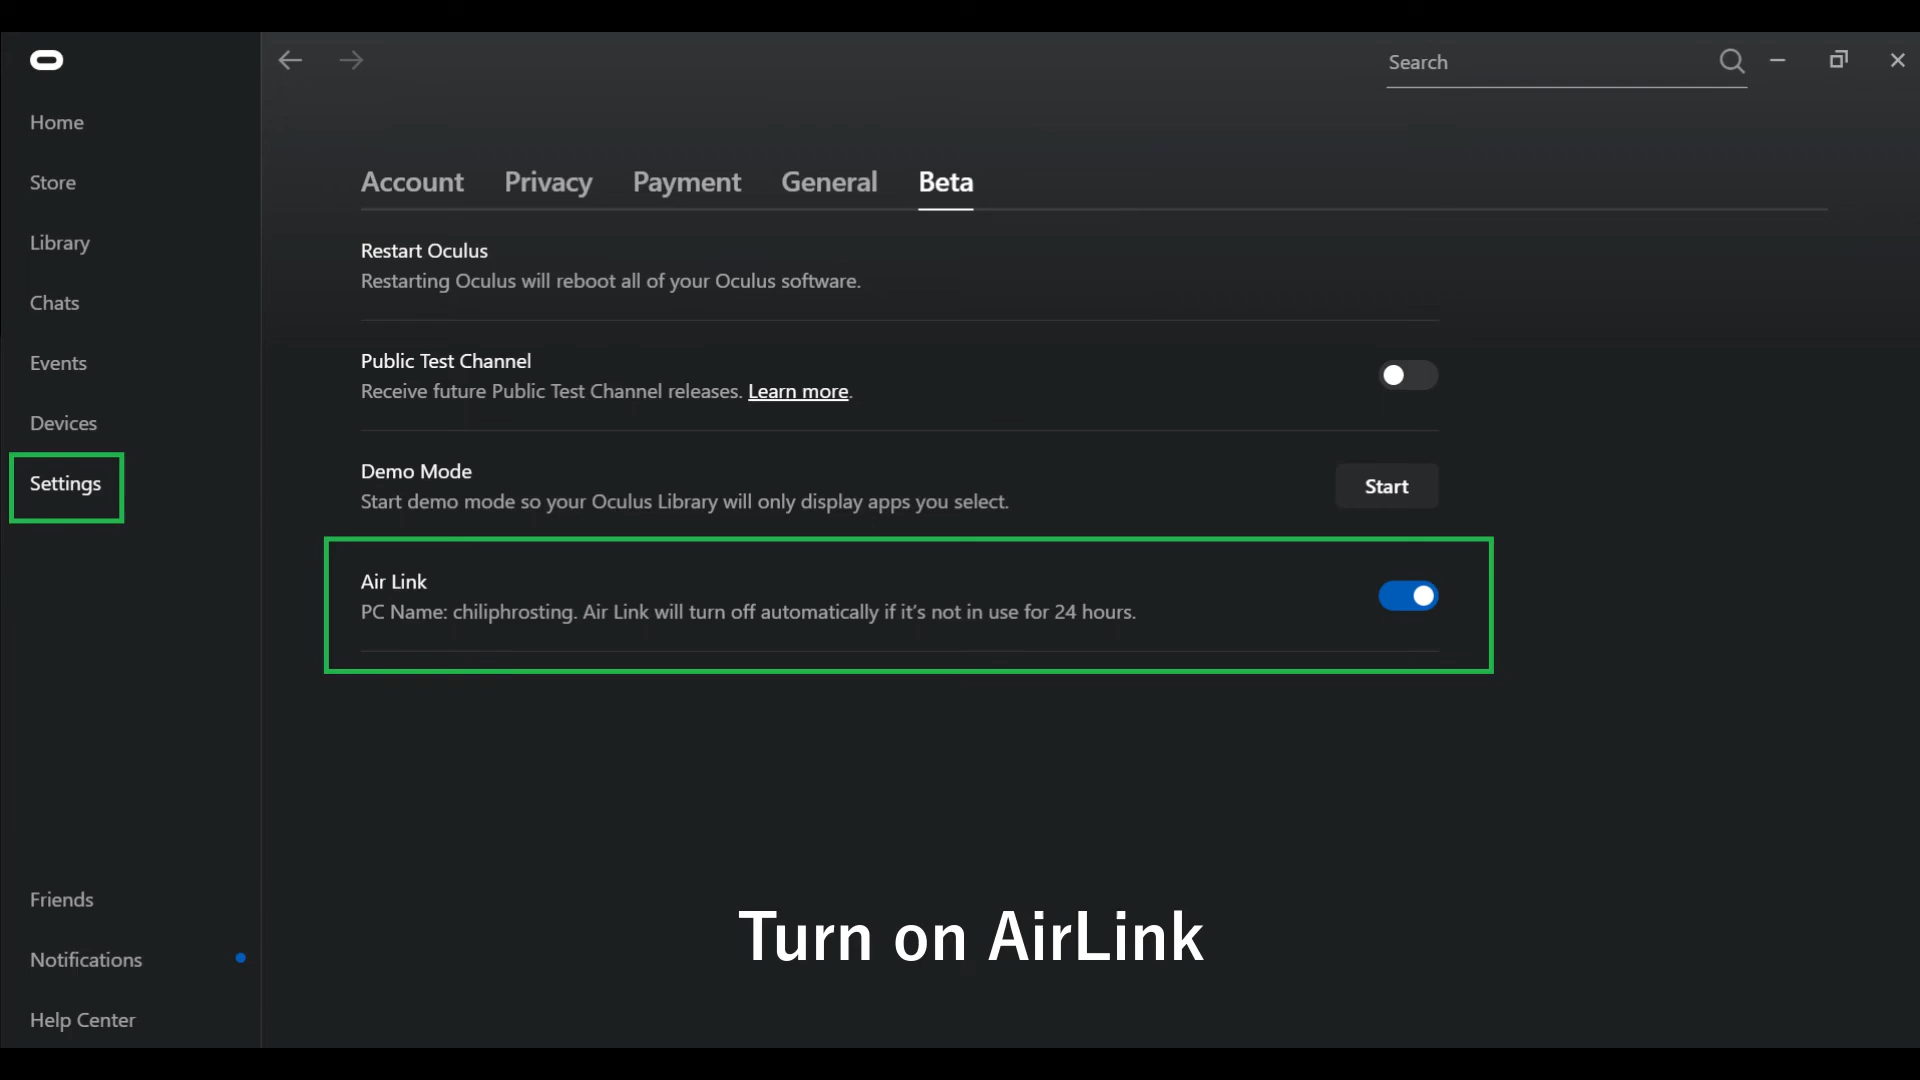 Search
Home
Store
Library
Chats
Events
Devices
Settings
Friends
Notifications
Help Center
Account Privacy Payment General Beta
Restart Oculus
Restarting Oculus will reboot all of your Oculus software.
Public Test Channel
Receive future Public Test Channel releases. Learn more.
Demo Mode
Start demo mode so your Oculus Library will only display apps you select.
Start
Air Link
PC Name: chiliphrosting. Air Link will turn off automatically if it's not in use for 24 hours.
Turn on AirLink